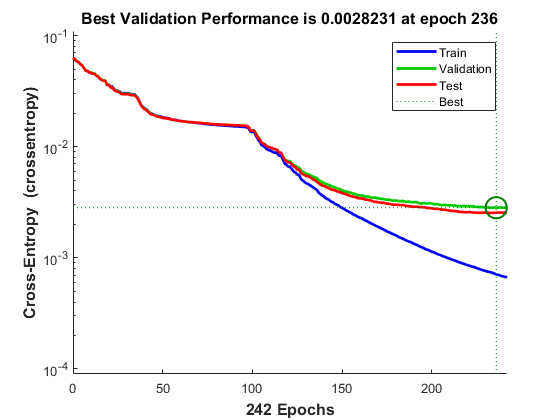 Best Validation Performance is 0.0028231 at epoch 236
Cross-Entropy (crossentropy)
10-1
10-2
10-3
10-4
Train
Validation
Test
Best
0
50
100
150
200
242 Epochs